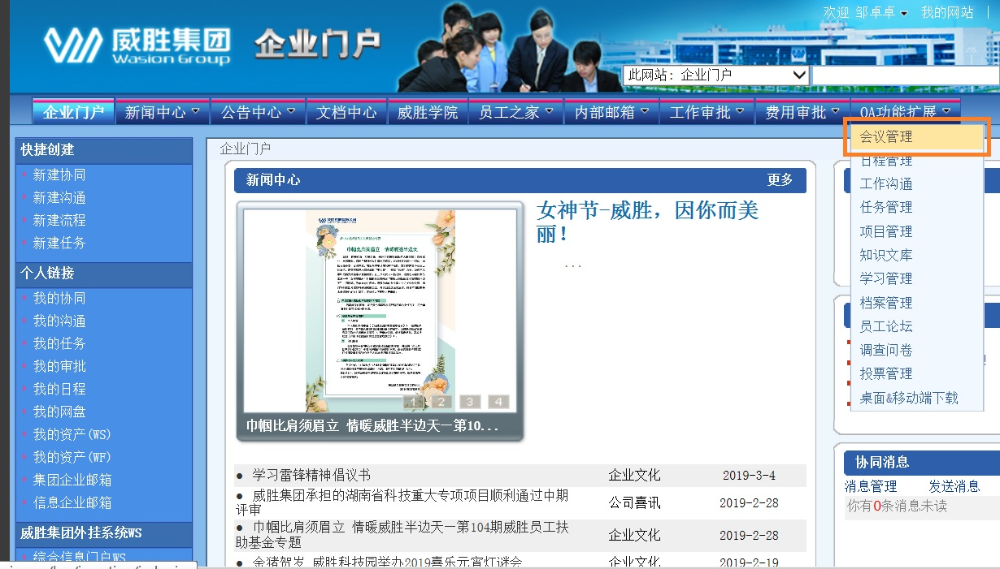 欢迎 邹卓卓
我的网站
威胜集团
Wasion Group
企业门户
此网站: 企业门户
企业门户
新闻中心
公告中心
文档中心
威胜学院
员工之家
内部邮箱
工作审批
费用审批
OA功能扩展
会议管理
日程管理
工作沟通
任务管理
项目管理
知识文库
学习管理
档案管理
员工论坛
调查问卷
投票管理
桌面&移动端下载
快捷创建
新建协同
新建沟通
新建流程
新建任务
个人链接
我的协同
我的沟通
我的任务
我的审批
我的日程
我的网盘
我的资产(WS)
我的资产(WF)
集团企业邮箱
信息企业邮箱
威胜集团外挂系统WS
综合信息门户WS
企业门户
新闻中心
更多
巾帼比肩须眉立 情暖威胜半边天
1 2 3 4
巾帼比肩须眉立 情暖威胜半边天—第10...
女神节-威胜，因你而美
丽！
...
● 学习雷锋精神倡议书 企业文化 2019-3-4
● 威胜集团承担的湖南省科技重大专项项目顺利通过中期
评审 公司喜讯 2019-2-28
● 巾帼比肩须眉立 情暖威胜半边天—第104期威胜员工扶
助基金专题 企业文化 2019-2-28
● 金猪贺岁 威胜科技园举办2019喜乐元宵灯谜会 企业文化 2019-2-19
协同消息
消息管理 发送消息
你有0条消息未读